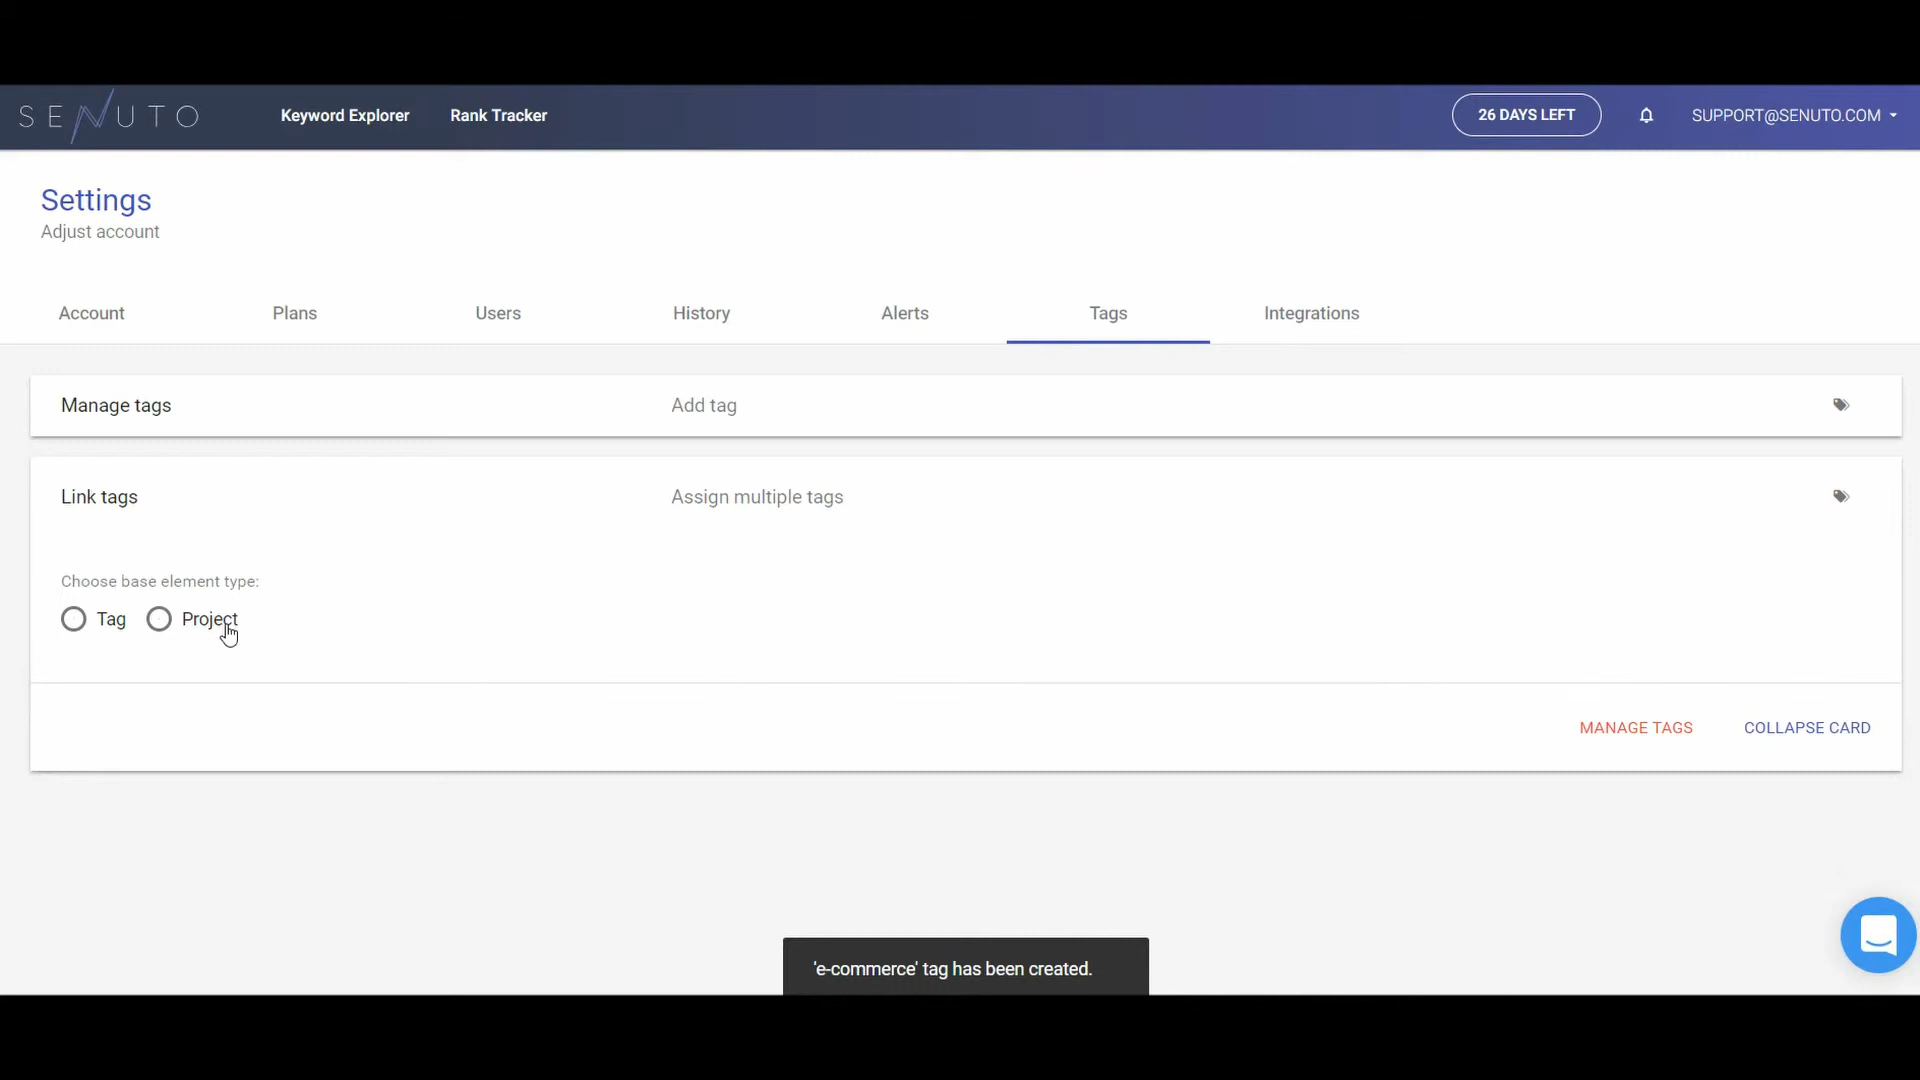 SENUTO
Keyword Explorer
Rank Tracker
26 DAYS LEFT
SUPPORT@SENUTO.COM
Settings
Adjust account
Account
Plans
Users
History
Alerts
Tags
Integrations
Manage tags
Add tag
Link tags
Assign multiple tags
Choose base element type:
Tag
Project
MANAGE TAGS
COLLAPSE CARD
'e-commerce' tag has been created.